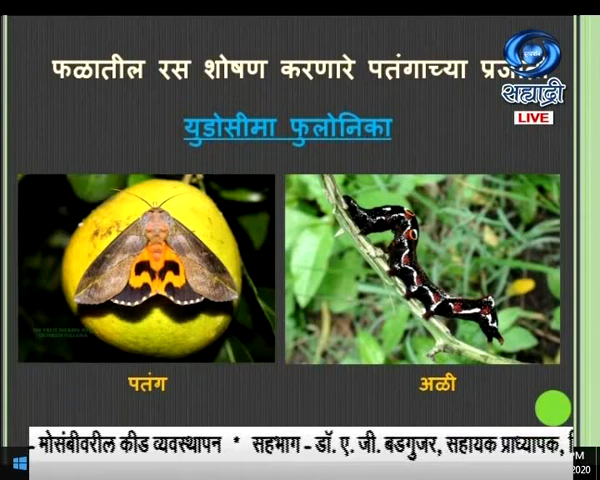 फळातील रस शोषण करणारे पतंगाच्या
सह्याद्री
LIVE
युडोसीमा फुलोनिका
पतंग
अळी
- मोसंबीवरील कीड व्यवस्थापन * सहभाग - डॉ. ए. जी. बडगुजर, सहायक प्राध्यापक,
PM
2020